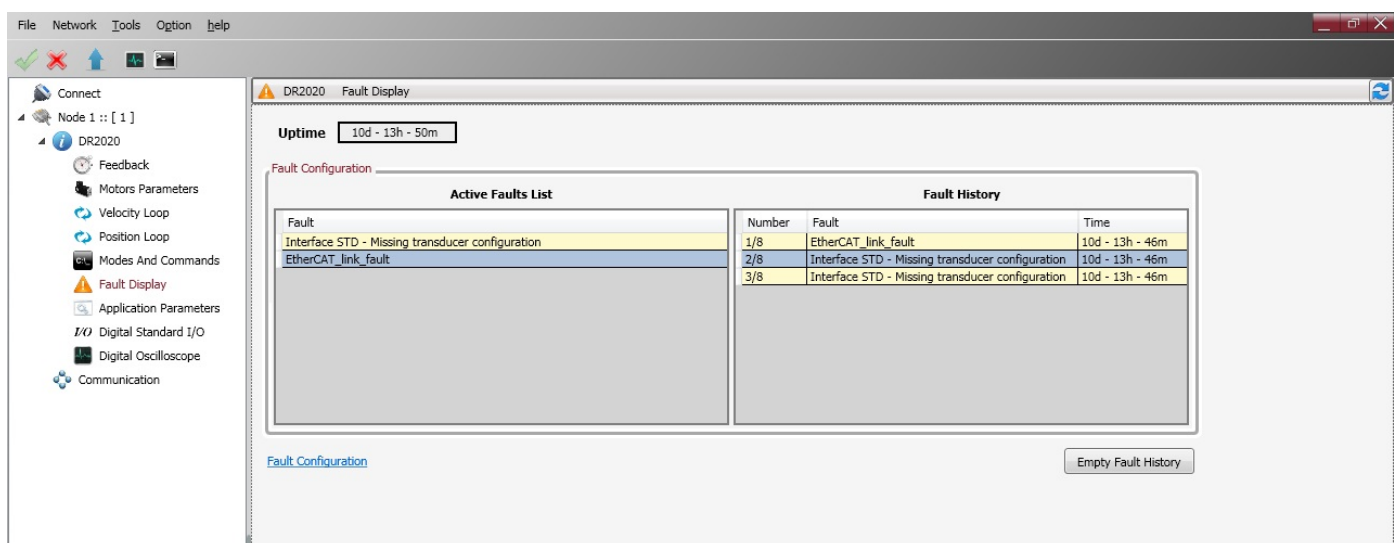 File Network Tools Option help
Connect
Node 1 :: [ 1 ]
DR2020
Feedback
Motors Parameters
Velocity Loop
Position Loop
Modes And Commands
Fault Display
Application Parameters
I/O Digital Standard I/O
Digital Oscilloscope
Communication
DR2020 Fault Display
Uptime 10d - 13h - 50m
Fault Configuration
Active Faults List
Fault
Interface STD - Missing transducer configuration
EtherCAT_link_fault
Fault History
Number Fault Time
1/8 EtherCAT_link_fault 10d - 13h - 46m
2/8 Interface STD - Missing transducer configuration 10d - 13h - 46m
3/8 Interface STD - Missing transducer configuration 10d - 13h - 46m
Fault Configuration
Empty Fault History